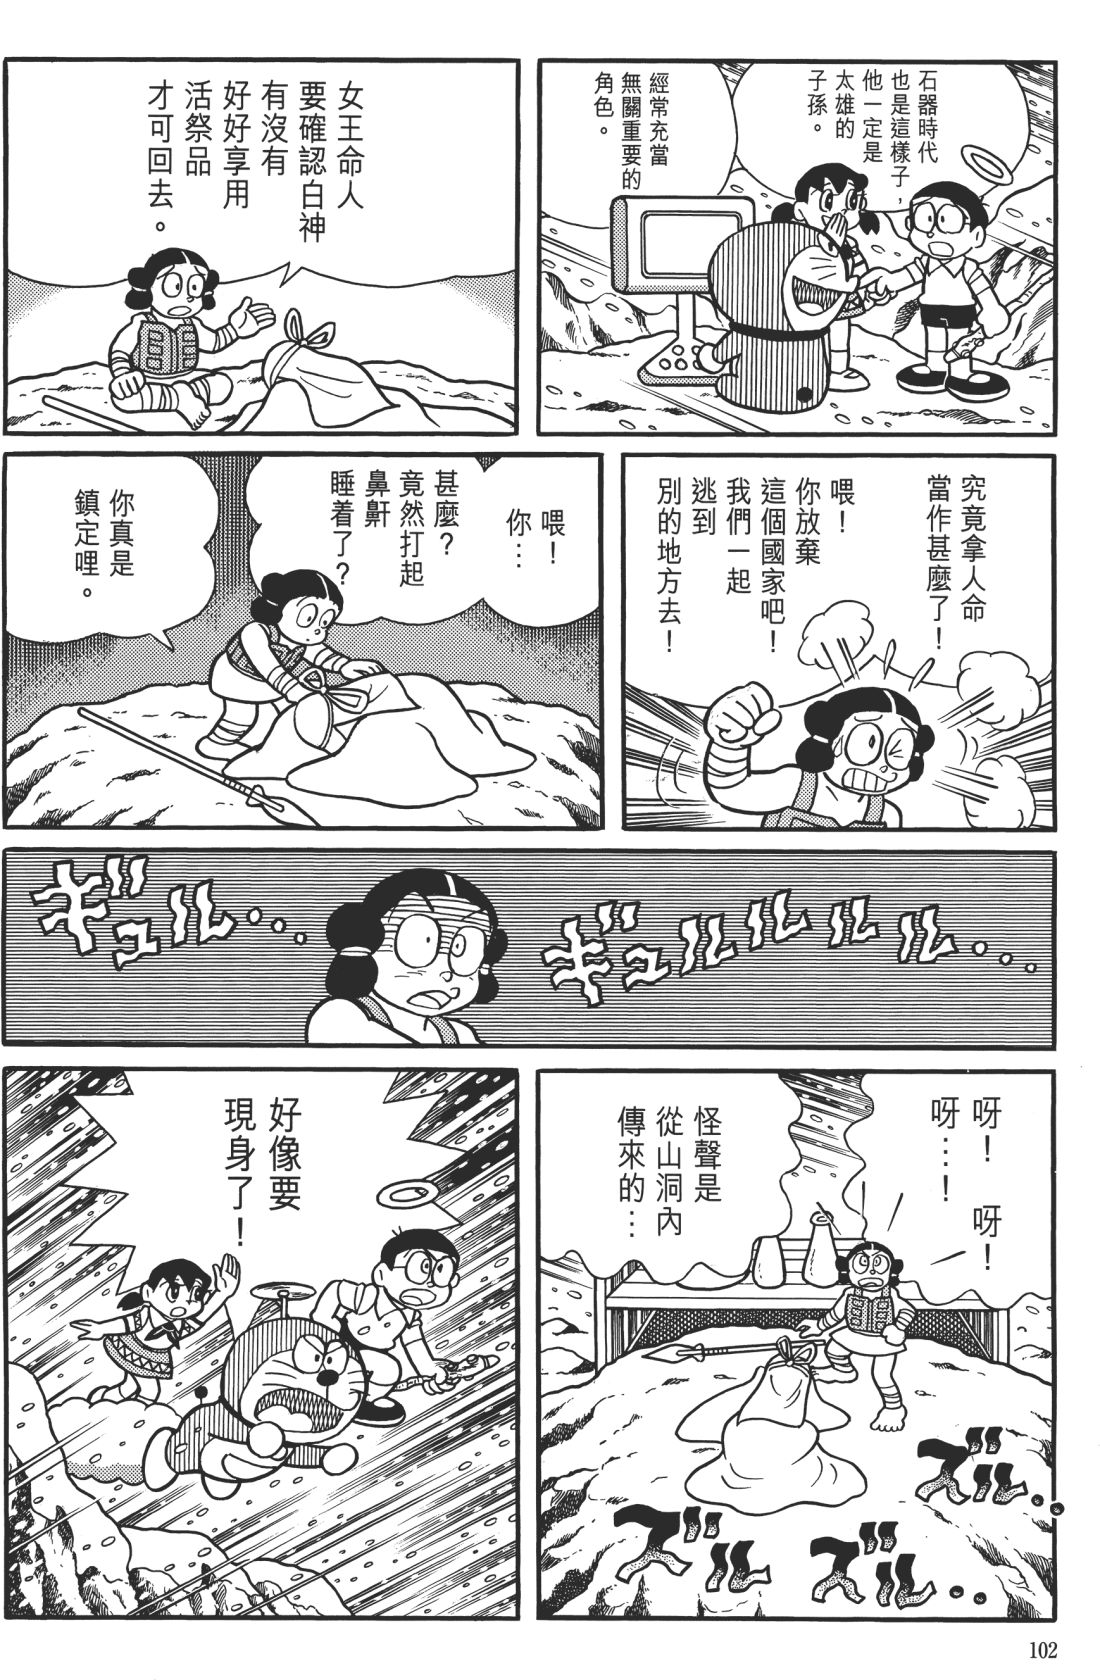 石器時代
也是這樣子，
他一定是
太雄的
子孫。
經常充當
無關重要的
角色。
女王命人
要確認白神
有沒有
好好享用
活祭品
才可回去。
究竟拿人命
當作甚麼了！
喂！
你放棄
這個國家吧！
我們一起
逃到
別的地方去！
喂！
你…
甚麼？
竟然打起
鼻鼾
睡着了？
你真是
鎮定哩。
ギュルルルル…
ギュル…
呀！呀！
呀…！
怪聲是
從山洞內
傳來的…
ズル…
ズル…
ズル
好像要
現身了！
102